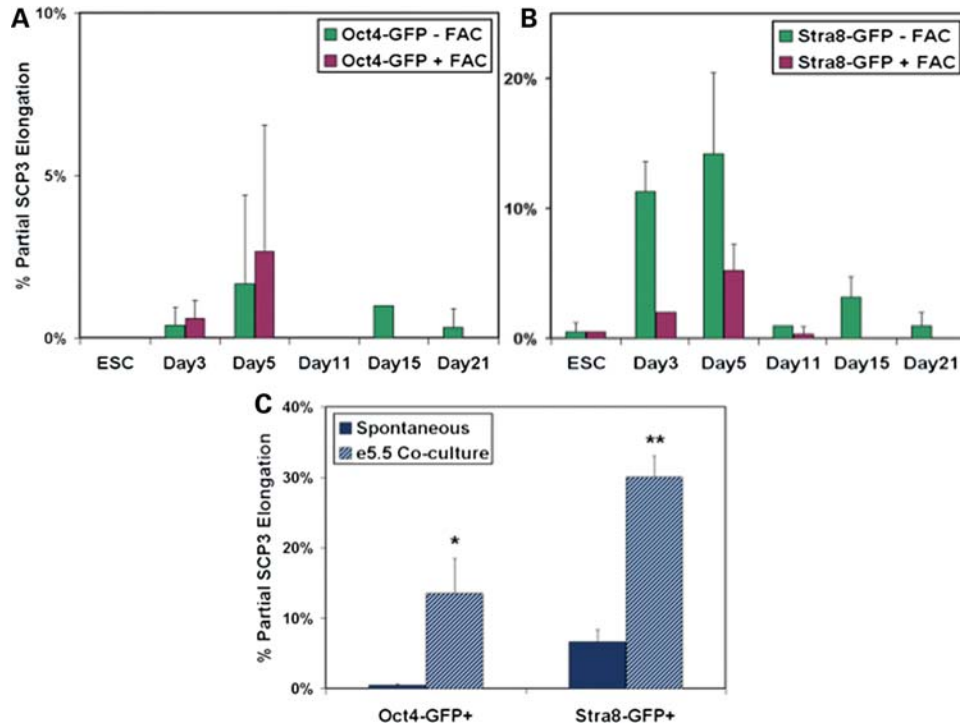 A
10%
5%
0%
% Partial SCP3 Elongation
Oct4-GFP - FAC
Oct4-GFP + FAC
ESC Day3 Day5 Day11 Day15 Day21
B
20%
10%
0%
Stra8-GFP - FAC
Stra8-GFP + FAC
ESC Day3 Day5 Day11 Day15 Day21
C
40%
30%
20%
10%
0%
% Partial SCP3 Elongation
Spontaneous
e5.5 Co-culture
*
**
Oct4-GFP+ Stra8-GFP+